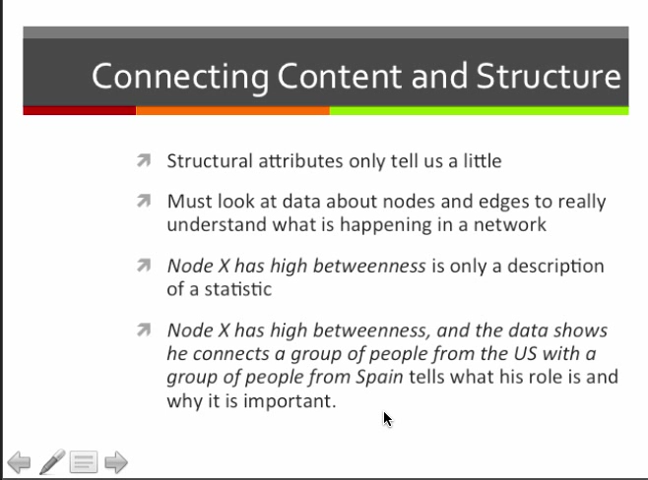 Connecting Content and Structure
Structural attributes only tell us a little
Must look at data about nodes and edges to really
understand what is happening in a network
Node X has high betweenness is only a description
of a statistic
Node X has high betweenness, and the data shows
he connects a group of people from the US with a
group of people from Spain tells what his role is and
why it is important.